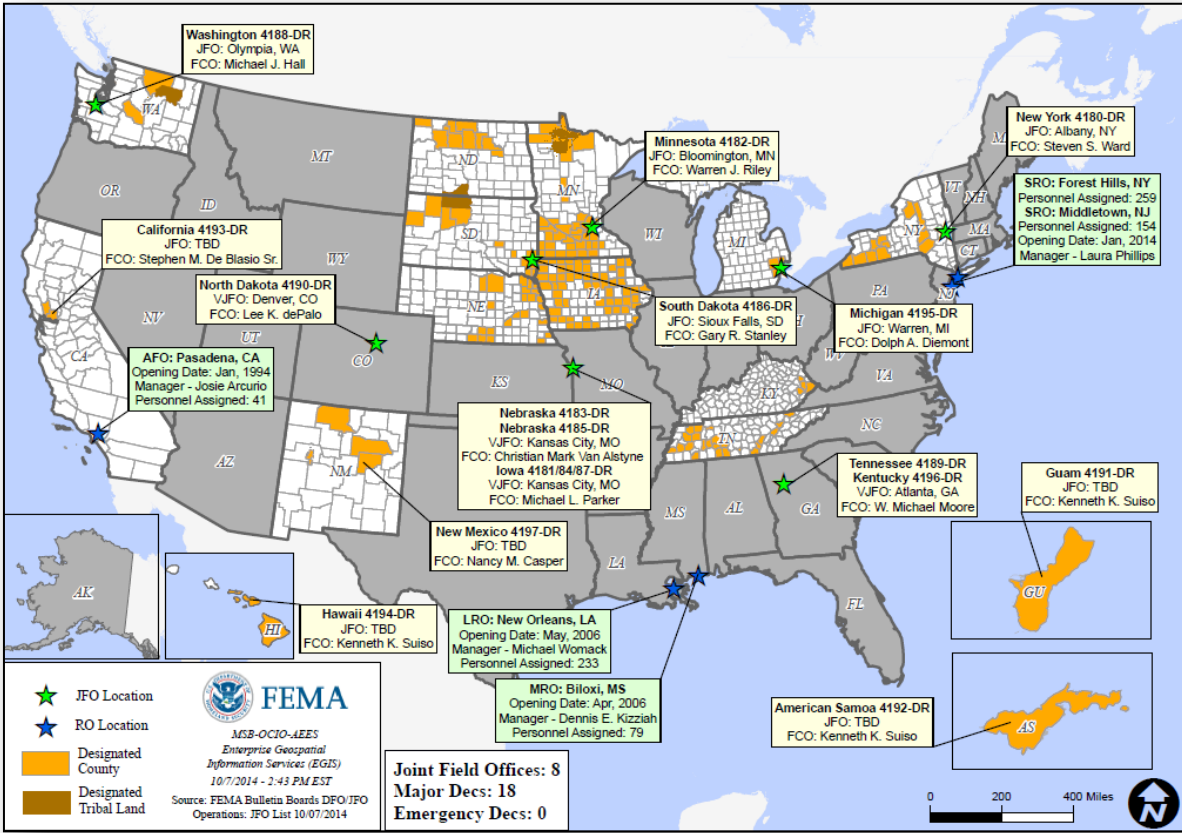 Washington 4188-DR
JFO: Olympia, WA
FCO: Michael J. Hall
Minnesota 4182-DR
JFO: Bloomington, MN
FCO: Warren J. Riley
New York 4180-DR
JFO: Albany, NY
FCO: Steven S. Ward
SRO: Forest Hills, NY
Personnel Assigned: 259
SRO: Middletown, NJ
Personnel Assigned: 154
Opening Date: Jan, 2014
Manager - Laura Phillips
California 4193-DR
JFO: TBD
FCO: Stephen M. De Blasio Sr.
North Dakota 4190-DR
VJFO: Denver, CO
FCO: Lee K. dePalo
South Dakota 4186-DR
JFO: Sioux Falls, SD
FCO: Gary R. Stanley
Michigan 4195-DR
JFO: Warren, MI
FCO: Dolph A. Diemont
AFO: Pasadena, CA
Opening Date: Jan, 1994
Manager - Josie Arcurio
Personnel Assigned: 41
Nebraska 4183-DR
Nebraska 4185-DR
VJFO: Kansas City, MO
FCO: Christian Mark Van Alstyne
Iowa 4181/84/87-DR
VJFO: Kansas City, MO
FCO: Michael L. Parker
Tennessee 4189-DR
Kentucky 4196-DR
VJFO: Atlanta, GA
FCO: W. Michael Moore
Guam 4191-DR
JFO: TBD
FCO: Kenneth K. Suiso
New Mexico 4197-DR
JFO: TBD
FCO: Nancy M. Casper
Hawaii 4194-DR
JFO: TBD
FCO: Kenneth K. Suiso
LRO: New Orleans, LA
Opening Date: May, 2006
Manager - Michael Womack
Personnel Assigned: 233
MRO: Biloxi, MS
Opening Date: Apr, 2006
Manager - Dennis E. Kizziah
Personnel Assigned: 79
American Samoa 4192-DR
JFO: TBD
FCO: Kenneth K. Suiso
WA
MT
ND
MN
OR
ID
SD
WI
MI
NY
VT
NH
MA
CT
WY
NE
IA
PA
NJ
NV
UT
CO
CA
KS
MO
KY
WV
VA
AZ
NM
TN
NC
MS
AL
GA
LA
FL
AK
HI
GU
AS
JFO Location
RO Location
Designated
County
Designated
Tribal Land
FEMA
MSB-OCIO-AEES
Enterprise Geospatial
Information Services (EGIS)
10/7/2014 - 2:43 PM EST
Source: FEMA Bulletin Boards DFO/JFO
Operations: JFO List 10/07/2014
Joint Field Offices: 8
Major Decs: 18
Emergency Decs: 0
0 200 400 Miles
N